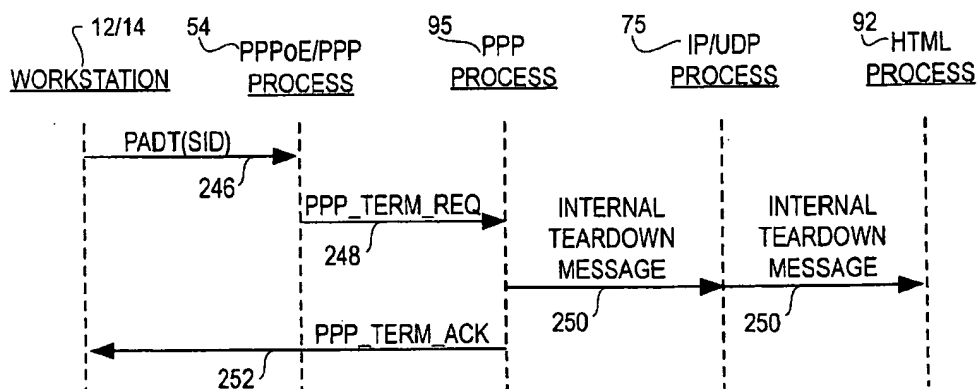 12/14
WORKSTATION
54
PPPoE/PPP
PROCESS
95
PPP
PROCESS
75
IP/UDP
PROCESS
92
HTML
PROCESS
PADT(SID)
246
PPP_TERM_REQ
248
INTERNAL
TEARDOWN
MESSAGE
250
INTERNAL
TEARDOWN
MESSAGE
250
PPP_TERM_ACK
252